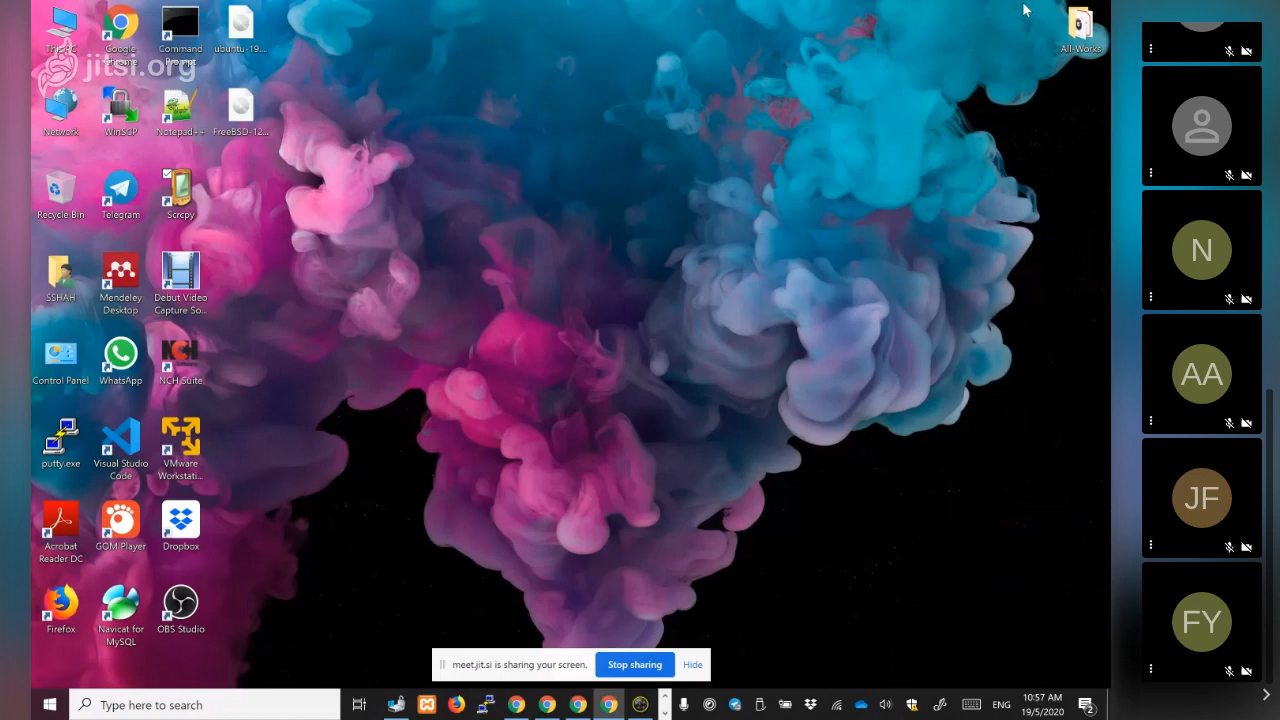 This PC
Google
Chrome
Command
Prompt
ubuntu-19...
All-Works
jitsi.org
Network
WinSCP
Notepad++
FreeBSD-12...
Recycle Bin
Telegram
Scrcpy
N
SSHAH
Mendeley
Desktop
Debut Video
Capture So...
AA
Control Panel
WhatsApp
NCH
NCH Suite
putty.exe
Visual Studio
Code
VMware
Workstati...
JF
Acrobat
Reader DC
GOM Player
Dropbox
Firefox
Navicat for
MySQL
OBS Studio
FY
meet.jit.si is sharing your screen.
Stop sharing
Hide
Type here to search
ENG
10:57 AM
19/5/2020
2